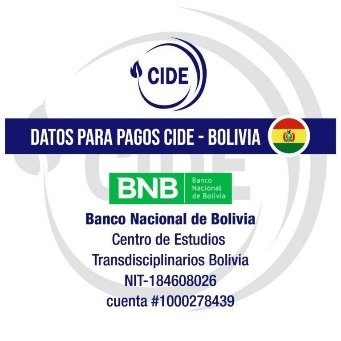 CIDE
DATOS PARA PAGOS CIDE - BOLIVIA
BNB
Banco
Nacional
de Bolivia
Banco Nacional de Bolivia
Centro de Estudios
Transdisciplinarios Bolivia
NIT-184608026
cuenta #1000278439
CIDE